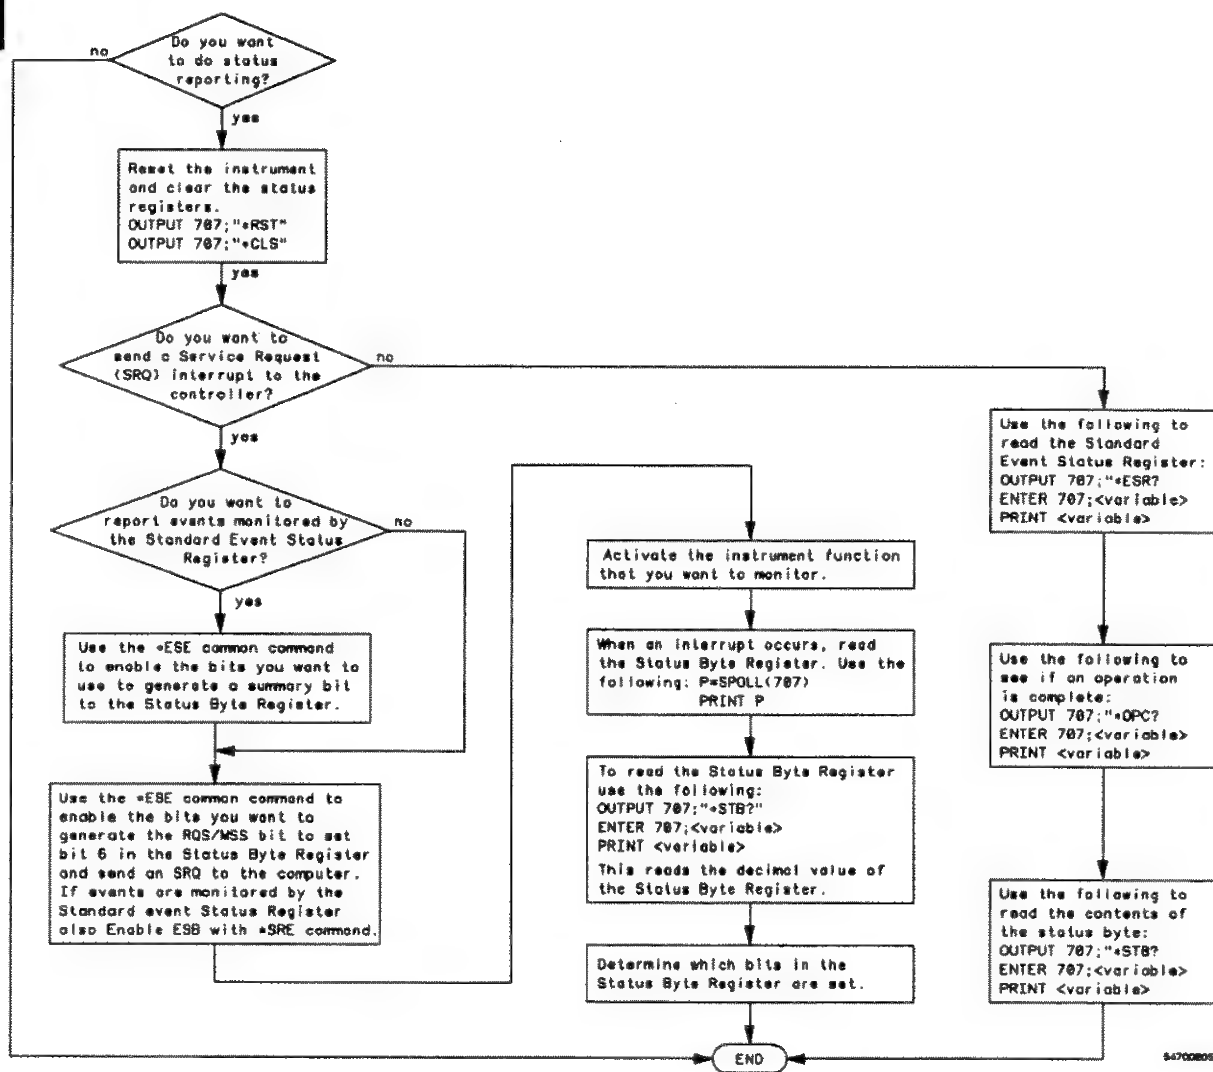 no
Do you want
to do status
reporting?
yes
Reset the instrument
and clear the status
registers.
OUTPUT 707;"*RST"
OUTPUT 707;"*CLS"
yes
Do you want to
send a Service Request
(SRQ) interrupt to the
controller?
no
yes
Do you want to
report events monitored by
the Standard Event Status
Register?
no
yes
Use the *ESE common command
to enable the bits you want to
use to generate a summary bit
to the Status Byte Register.
Use the *ESE common command to
enable the bits you want to
generate the RQS/MSS bit to set
bit 6 in the Status Byte Register
and send an SRQ to the computer.
If events are monitored by the
Standard event Status Register
also Enable ESB with *SRE command.
Activate the instrument function
that you want to monitor.
When an interrupt occurs, read
the Status Byte Register. Use the
following: P=SPOLL(707)
PRINT P
To read the Status Byte Register
use the following:
OUTPUT 707;"*STB?"
ENTER 707;<variable>
PRINT <variable>
This reads the decimal value of
the Status Byte Register.
Determine which bits in the
Status Byte Register are set.
Use the following to
read the Standard
Event Status Register:
OUTPUT 707;"*ESR?
ENTER 707;<variable>
PRINT <variable>
Use the following to
see if an operation
is complete:
OUTPUT 707;"*OPC?
ENTER 707;<variable>
PRINT <variable>
Use the following to
read the contents of
the status byte:
OUTPUT 707;"*STB?
ENTER 707;<variable>
PRINT <variable>
END